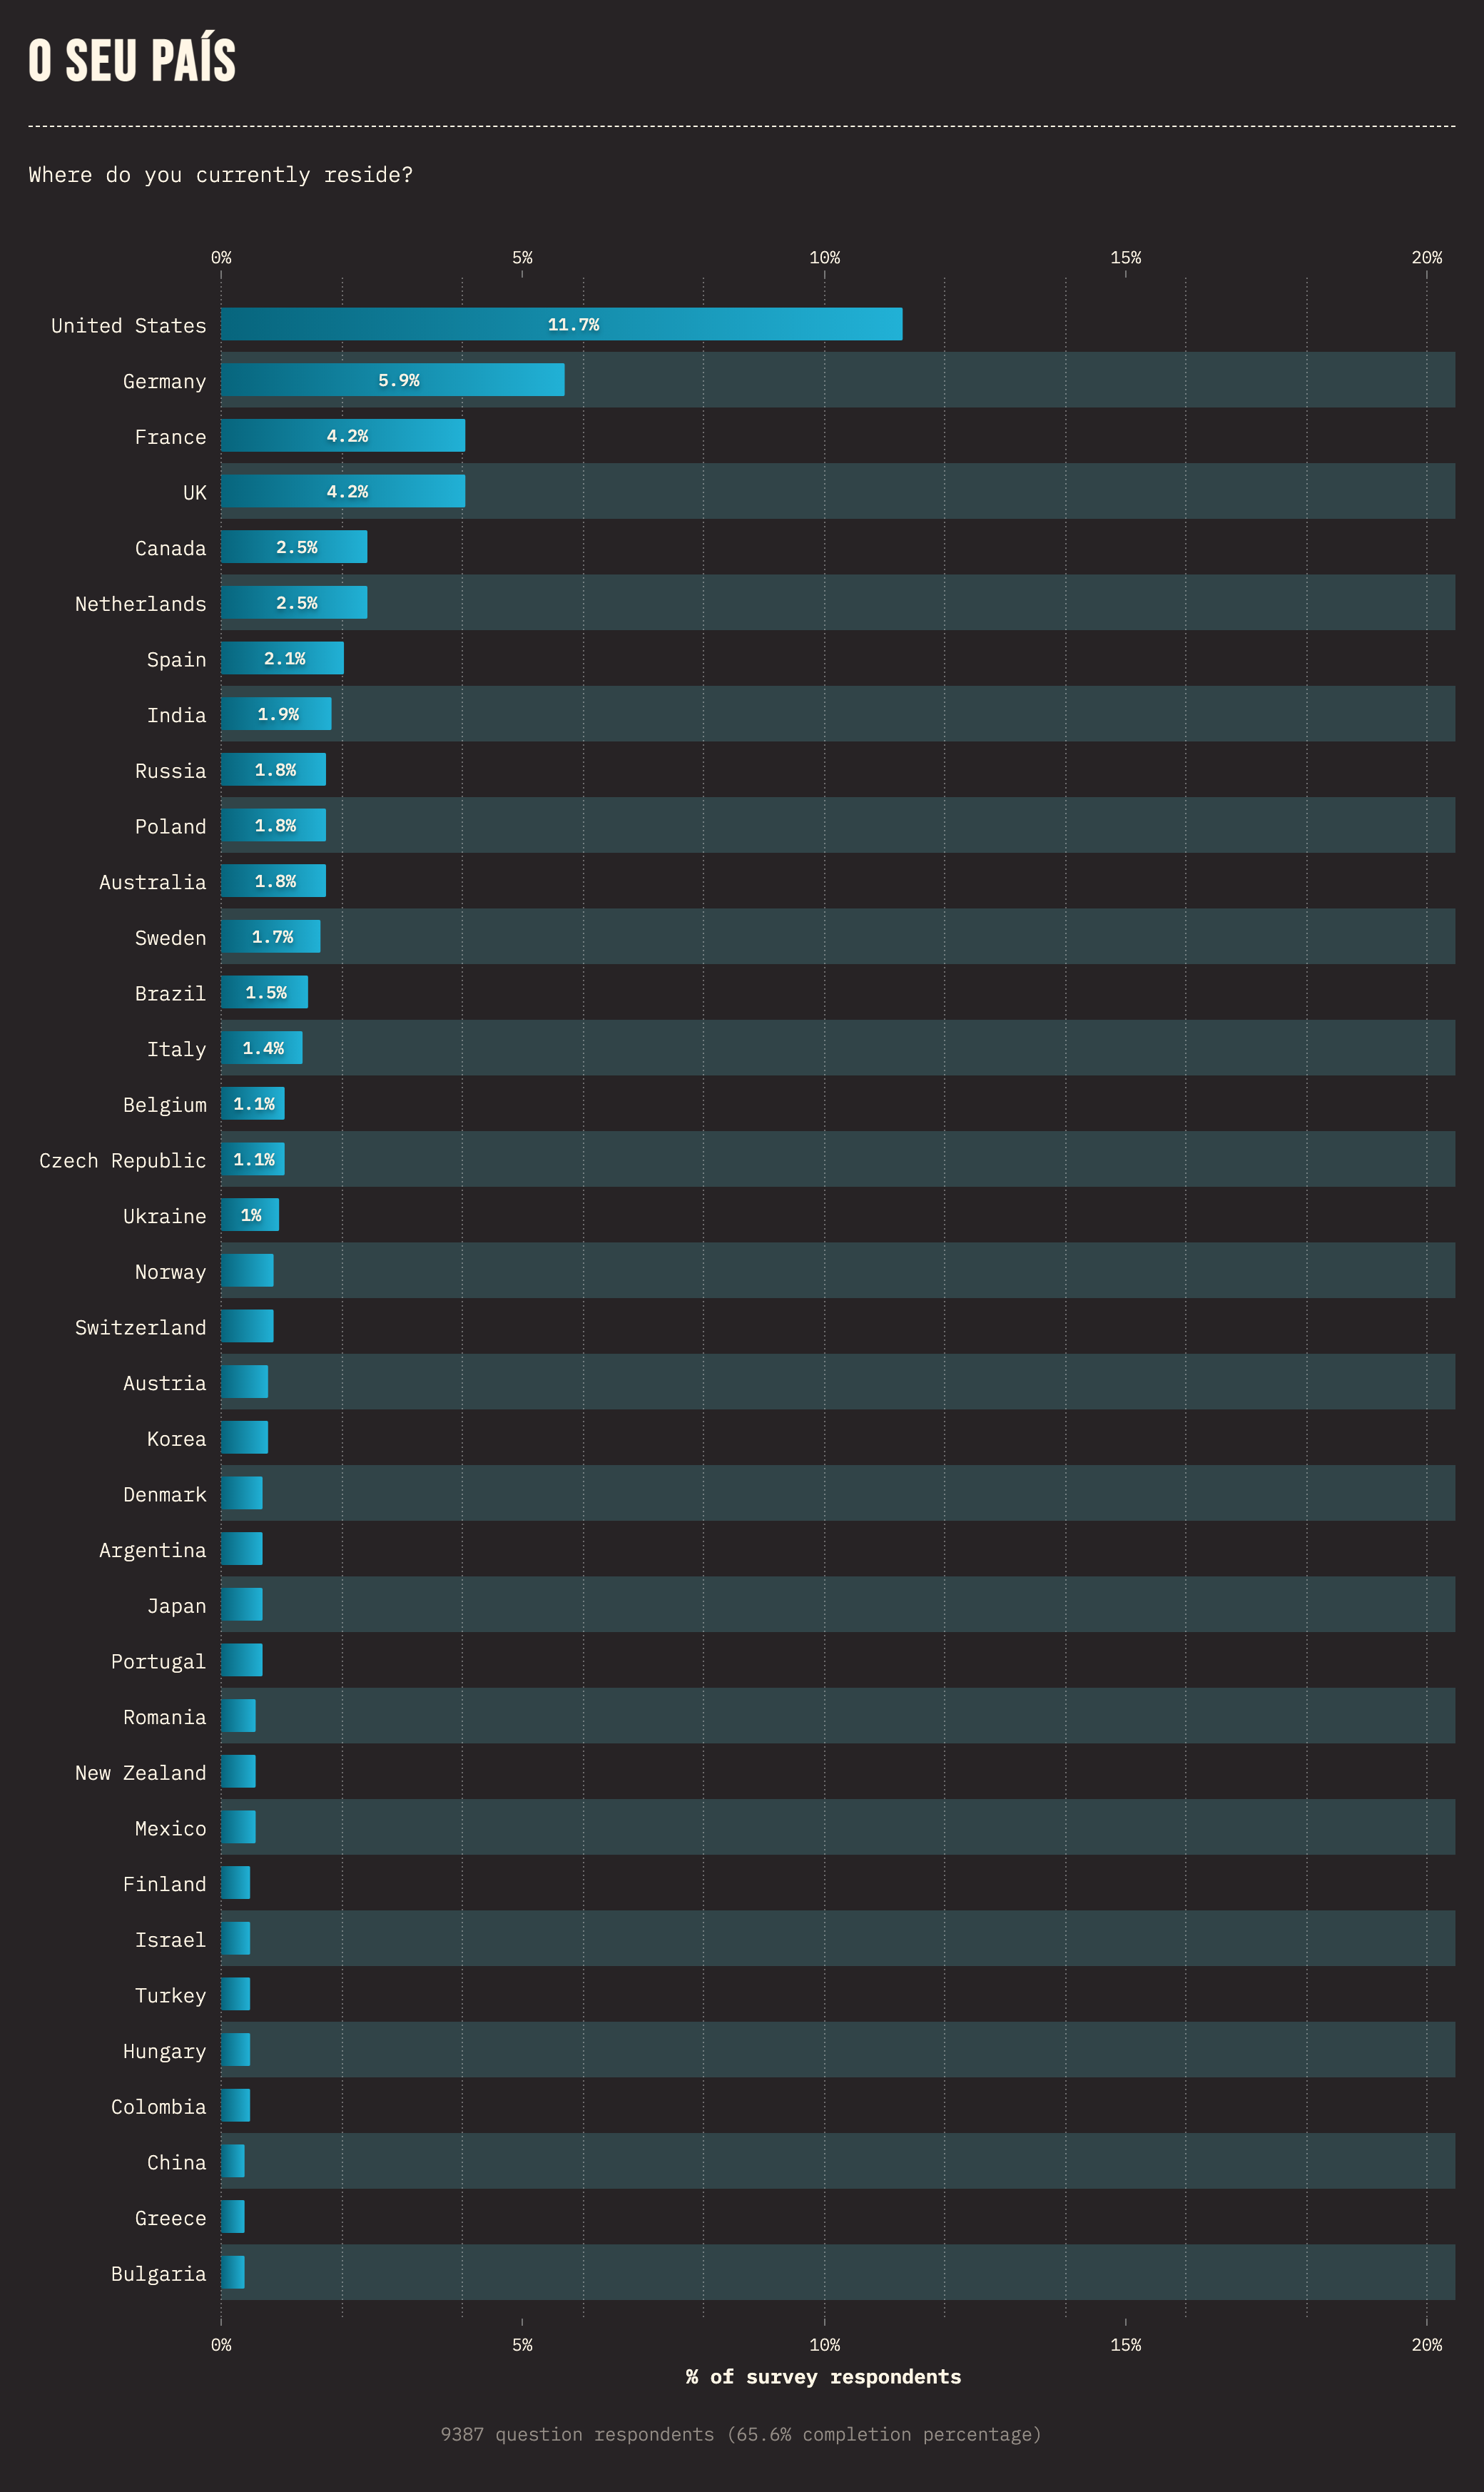 O SEU PAÍS
Where do you currently reside?
0% 5% 10% 15% 20%
United States 11.7%
Germany 5.9%
France 4.2%
UK 4.2%
Canada 2.5%
Netherlands 2.5%
Spain 2.1%
India 1.9%
Russia 1.8%
Poland 1.8%
Australia 1.8%
Sweden 1.7%
Brazil 1.5%
Italy 1.4%
Belgium 1.1%
Czech Republic 1.1%
Ukraine 1%
Norway
Switzerland
Austria
Korea
Denmark
Argentina
Japan
Portugal
Romania
New Zealand
Mexico
Finland
Israel
Turkey
Hungary
Colombia
China
Greece
Bulgaria
0% 5% 10% 15% 20%
% of survey respondents
9387 question respondents (65.6% completion percentage)